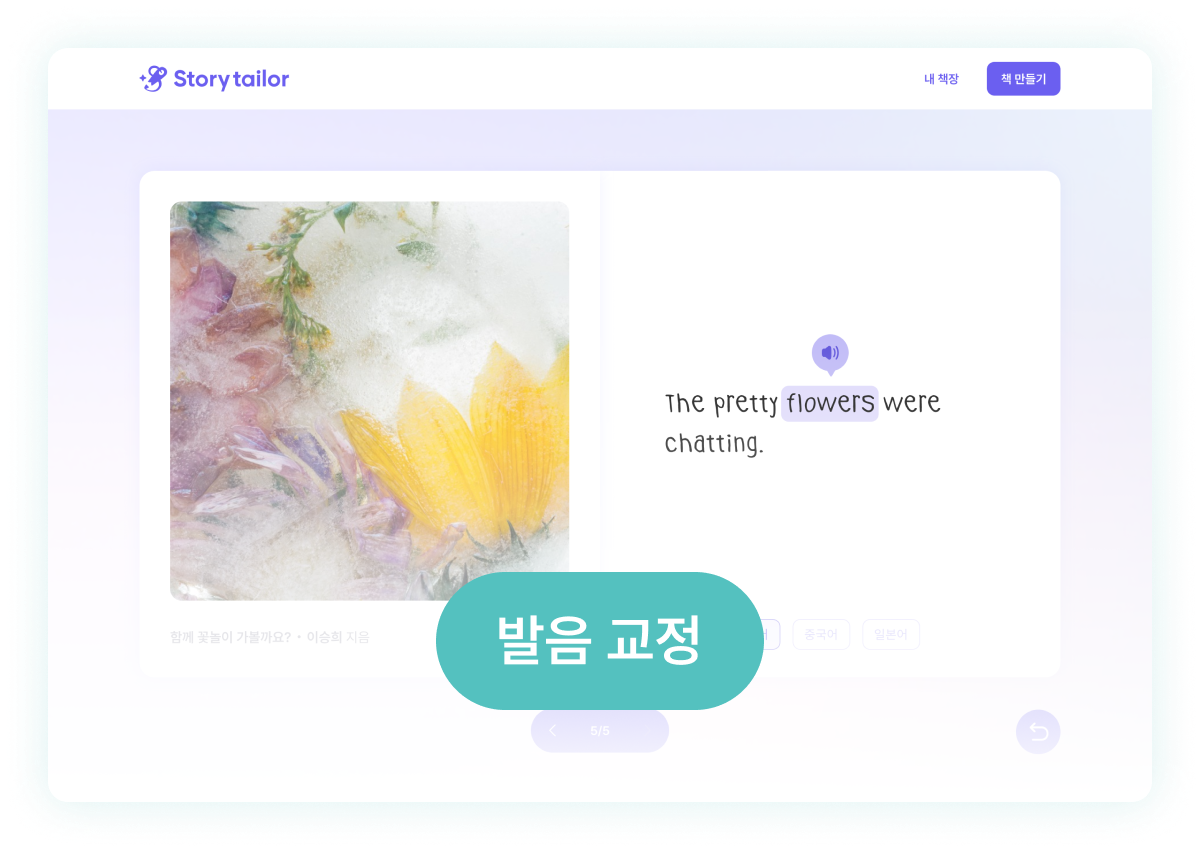 Storytailor
내 책장
책 만들기
The pretty flowers were
chatting.
함께 꽃놀이 가볼까요? • 이승희 지음
중국어
일본어
발음 교정
5/5